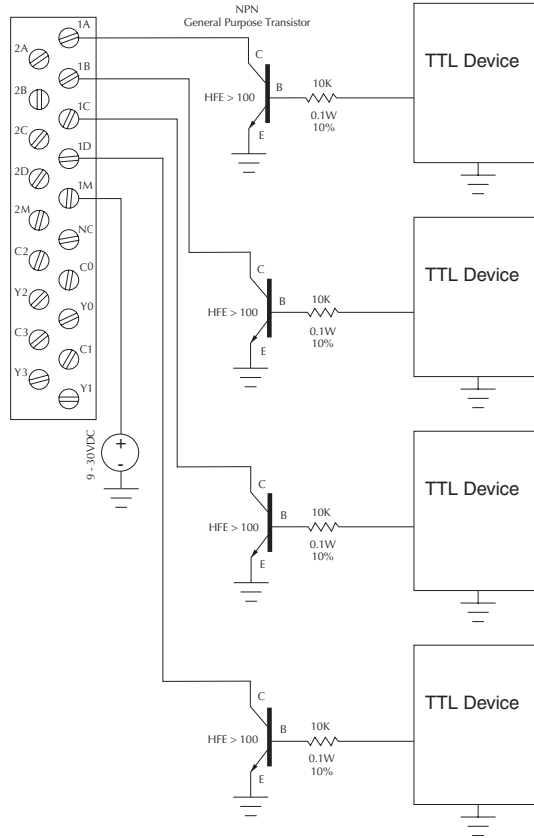 NPN
General Purpose Transistor
1A
2A
1B
2B
1C
2C
1D
2D
1M
2M
NC
C2
C0
Y2
Y0
C3
C1
Y3
Y1
9 - 30VDC
+
-
C
B
HFE > 100
E
10K
0.1W
10%
TTL Device
C
B
HFE > 100
E
10K
0.1W
10%
TTL Device
C
B
HFE > 100
E
10K
0.1W
10%
TTL Device
C
B
HFE > 100
E
10K
0.1W
10%
TTL Device